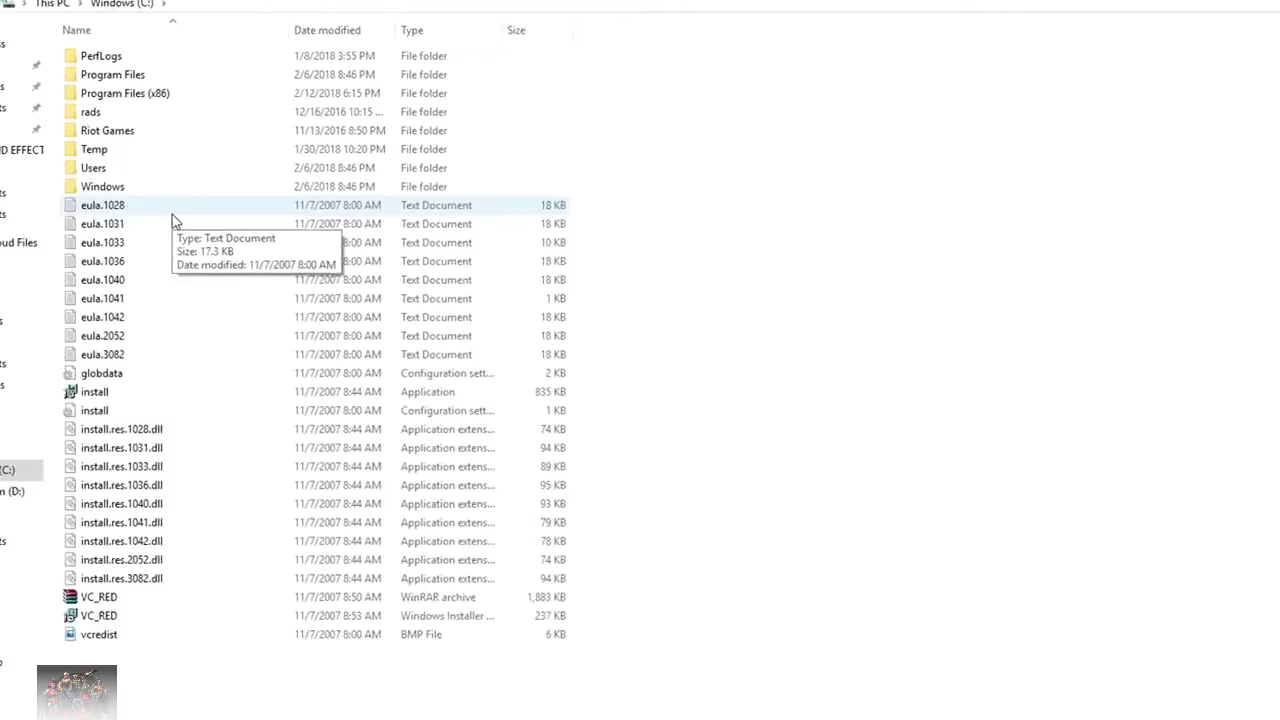 This PC > Windows (C:) >
Name Date modified Type Size
PerfLogs 1/8/2018 3:55 PM File folder
Program Files 2/6/2018 8:46 PM File folder
Program Files (x86) 2/12/2018 6:15 PM File folder
rads 12/16/2016 10:15 ... File folder
Riot Games 11/13/2016 8:50 PM File folder
Temp 1/30/2018 10:20 PM File folder
Users 2/6/2018 8:46 PM File folder
Windows 2/6/2018 8:46 PM File folder
eula.1028 11/7/2007 8:00 AM Text Document 18 KB
eula.1031 11/7/2007 8:00 AM Text Document 18 KB
Type: Text Document
Size: 17.3 KB
Date modified: 11/7/2007 8:00 AM
eula.1033 8:00 AM Text Document 10 KB
eula.1036 8:00 AM Text Document 18 KB
eula.1040 11/7/2007 8:00 AM Text Document 18 KB
eula.1041 11/7/2007 8:00 AM Text Document 1 KB
eula.1042 11/7/2007 8:00 AM Text Document 18 KB
eula.2052 11/7/2007 8:00 AM Text Document 18 KB
eula.3082 11/7/2007 8:00 AM Text Document 18 KB
globdata 11/7/2007 8:00 AM Configuration sett... 2 KB
install 11/7/2007 8:44 AM Application 835 KB
install 11/7/2007 8:00 AM Configuration sett... 1 KB
install.res.1028.dll 11/7/2007 8:44 AM Application extens... 74 KB
install.res.1031.dll 11/7/2007 8:44 AM Application extens... 94 KB
install.res.1033.dll 11/7/2007 8:44 AM Application extens... 89 KB
install.res.1036.dll 11/7/2007 8:44 AM Application extens... 95 KB
install.res.1040.dll 11/7/2007 8:44 AM Application extens... 93 KB
install.res.1041.dll 11/7/2007 8:44 AM Application extens... 79 KB
install.res.1042.dll 11/7/2007 8:44 AM Application extens... 78 KB
install.res.2052.dll 11/7/2007 8:44 AM Application extens... 74 KB
install.res.3082.dll 11/7/2007 8:44 AM Application extens... 94 KB
VC_RED 11/7/2007 8:50 AM WinRAR archive 1,883 KB
VC_RED 11/7/2007 8:53 AM Windows Installer ... 237 KB
vcredist 11/7/2007 8:00 AM BMP File 6 KB
ND EFFECT
oud Files
(C:)
m (D:)